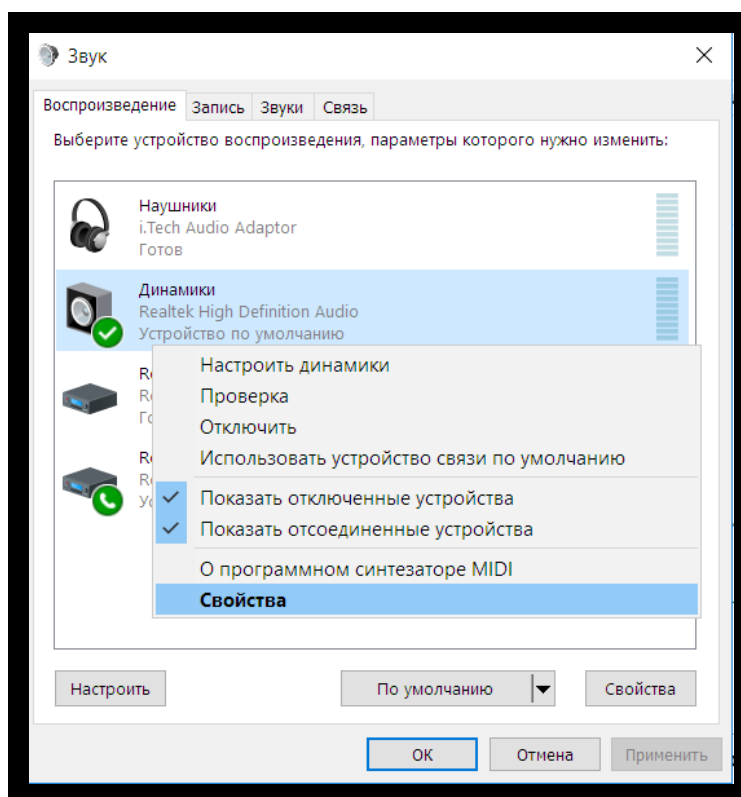 Звук
Воспроизведение Запись Звуки Связь
Выберите устройство воспроизведения, параметры которого нужно изменить:
Наушники
i.Tech Audio Adaptor
Готов
Динамики
Realtek High Definition Audio
Устройство по умолчанию
Настроить динамики
Проверка
Отключить
Использовать устройство связи по умолчанию
Показать отключенные устройства
Показать отсоединенные устройства
О программном синтезаторе MIDI
Свойства
Настроить По умолчанию Свойства
ОК Отмена Применить